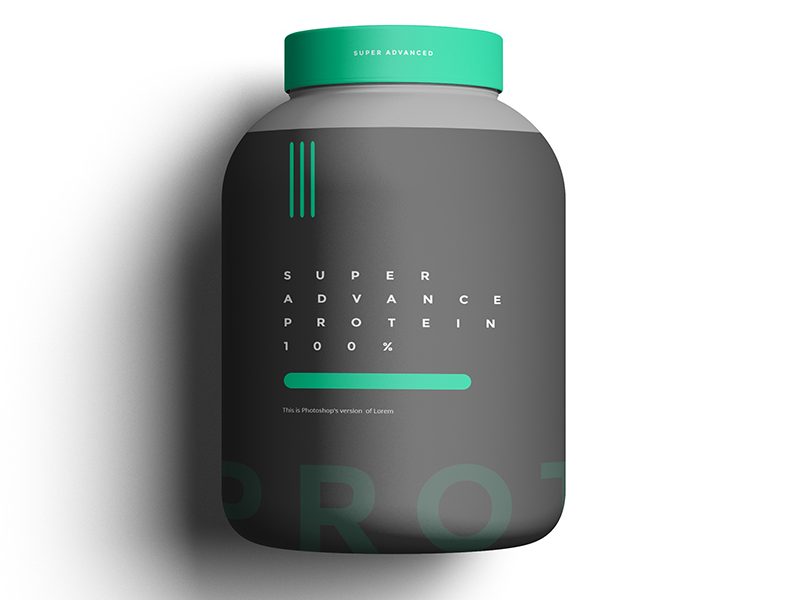 SUPER ADVANCED
SUPER
ADVANCE
PROTEIN
100%
This is Photoshop's version of Lorem
PROT